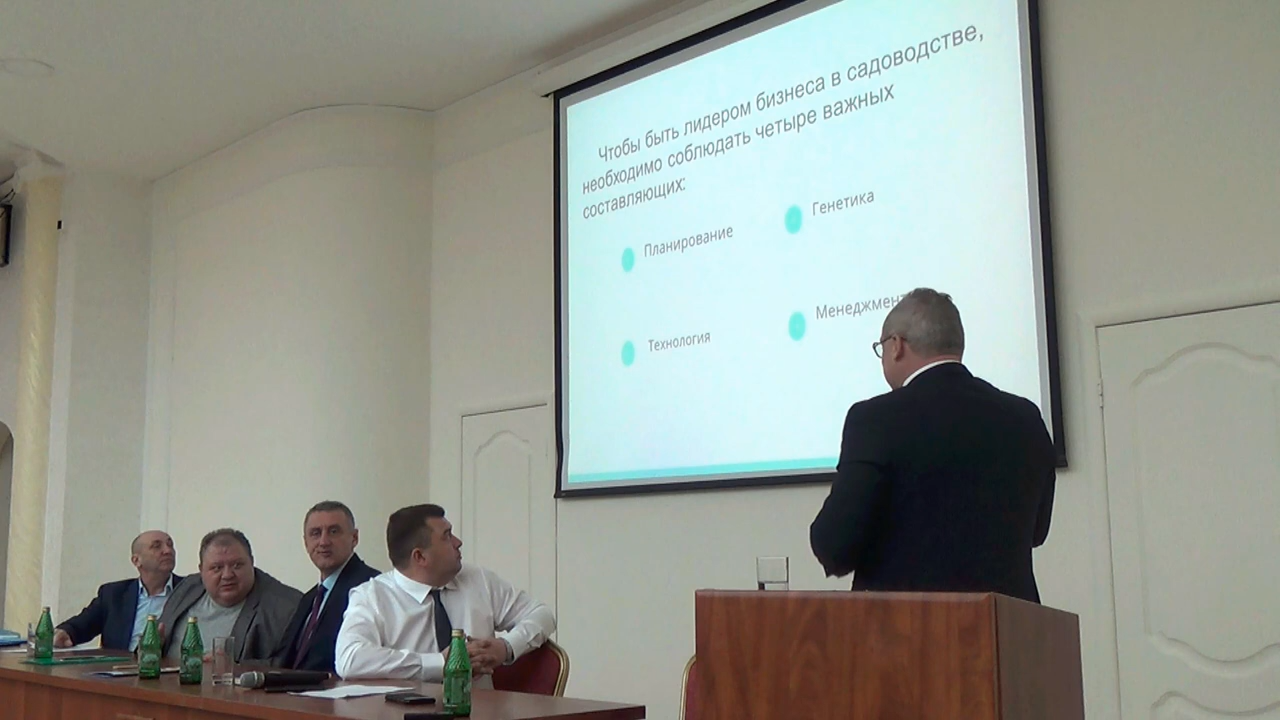 Чтобы быть лидером бизнеса в садоводстве,
необходимо соблюдать четыре важных
составляющих:
Планирование
Генетика
Технология
Менеджмент